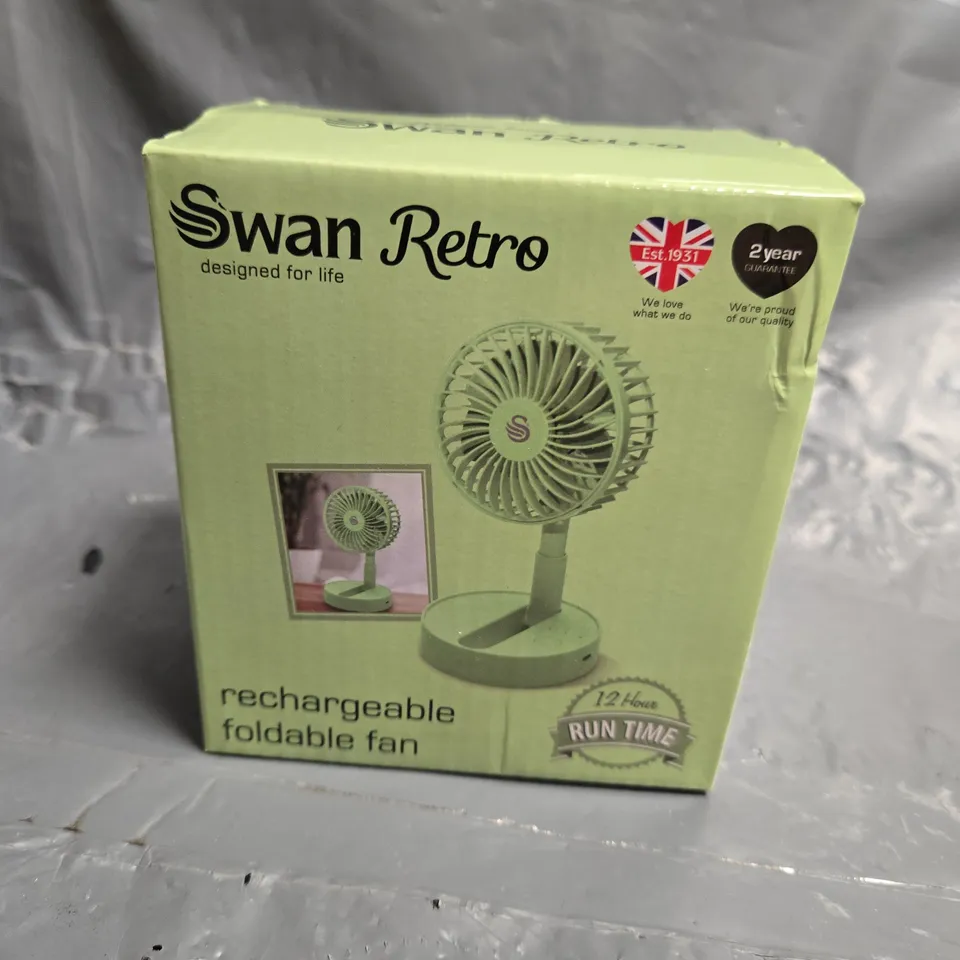 Swan Retro
Swan Retro
designed for life
Est.1931
2 year
GUARANTEE
We love
what we do
We're proud
of our quality
rechargeable
foldable fan
12 Hour
RUN TIME